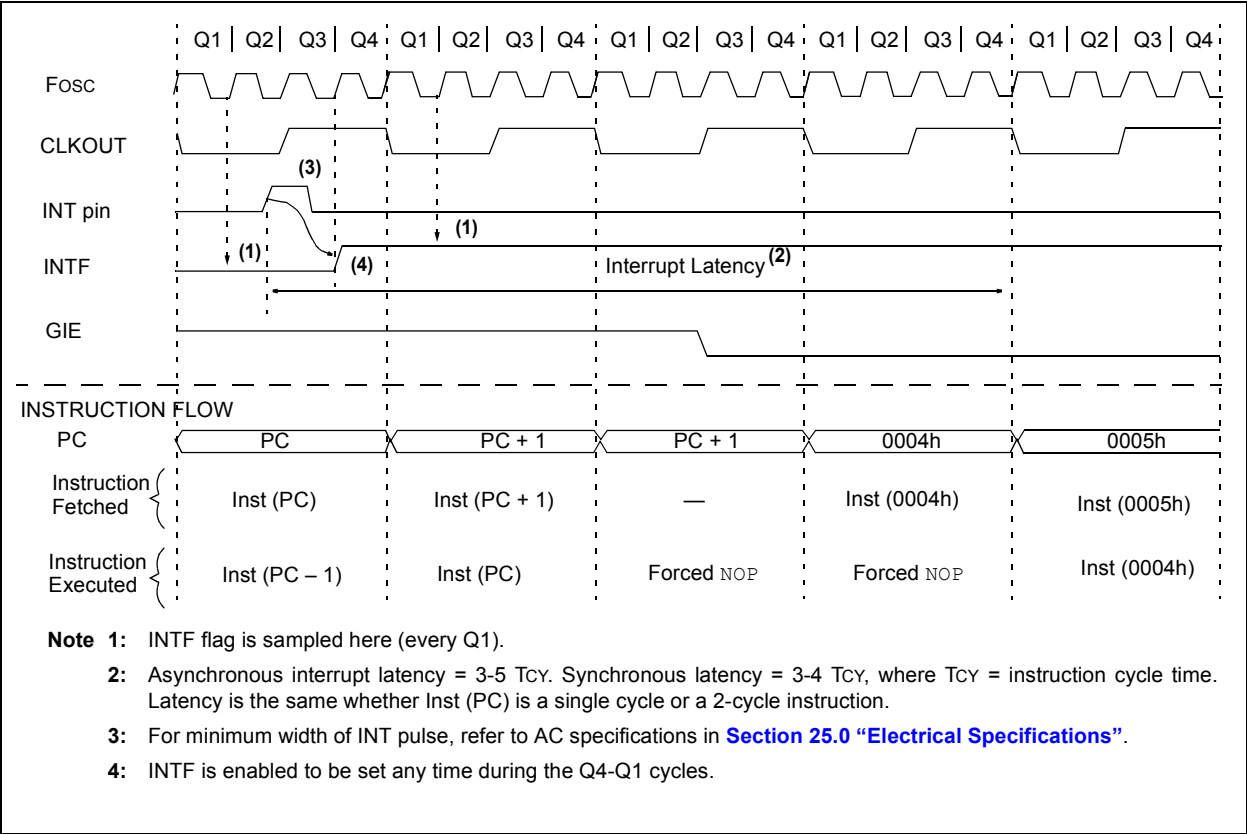 Q1 Q2 Q3 Q4 Q1 Q2 Q3 Q4 Q1 Q2 Q3 Q4 Q1 Q2 Q3 Q4 Q1 Q2 Q3 Q4
FOSC
CLKOUT
(3)
INT pin
(1)
(1)
(4)
INTF
Interrupt Latency (2)
GIE
INSTRUCTION FLOW
PC PC PC + 1 PC + 1 0004h 0005h
Instruction
Fetched
Inst (PC) Inst (PC + 1) — Inst (0004h) Inst (0005h)
Instruction
Executed
Inst (PC – 1) Inst (PC) Forced NOP Forced NOP Inst (0004h)
Note 1: INTF flag is sampled here (every Q1).
2: Asynchronous interrupt latency = 3-5 TCY. Synchronous latency = 3-4 TCY, where TCY = instruction cycle time.
Latency is the same whether Inst (PC) is a single cycle or a 2-cycle instruction.
3: For minimum width of INT pulse, refer to AC specifications in Section 25.0 “Electrical Specifications”.
4: INTF is enabled to be set any time during the Q4-Q1 cycles.